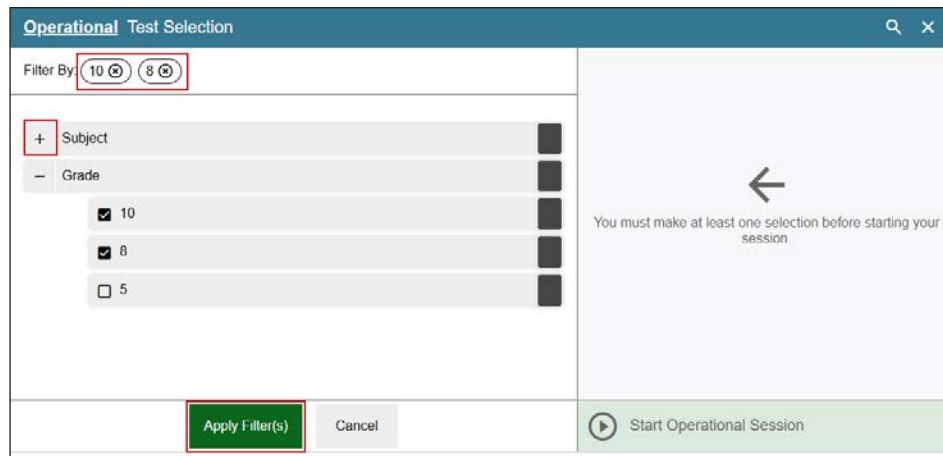 Operational Test Selection
Filter By: 10 8
+ Subject
− Grade
10
8
5
You must make at least one selection before starting your
session.
Apply Filter(s) Cancel
Start Operational Session